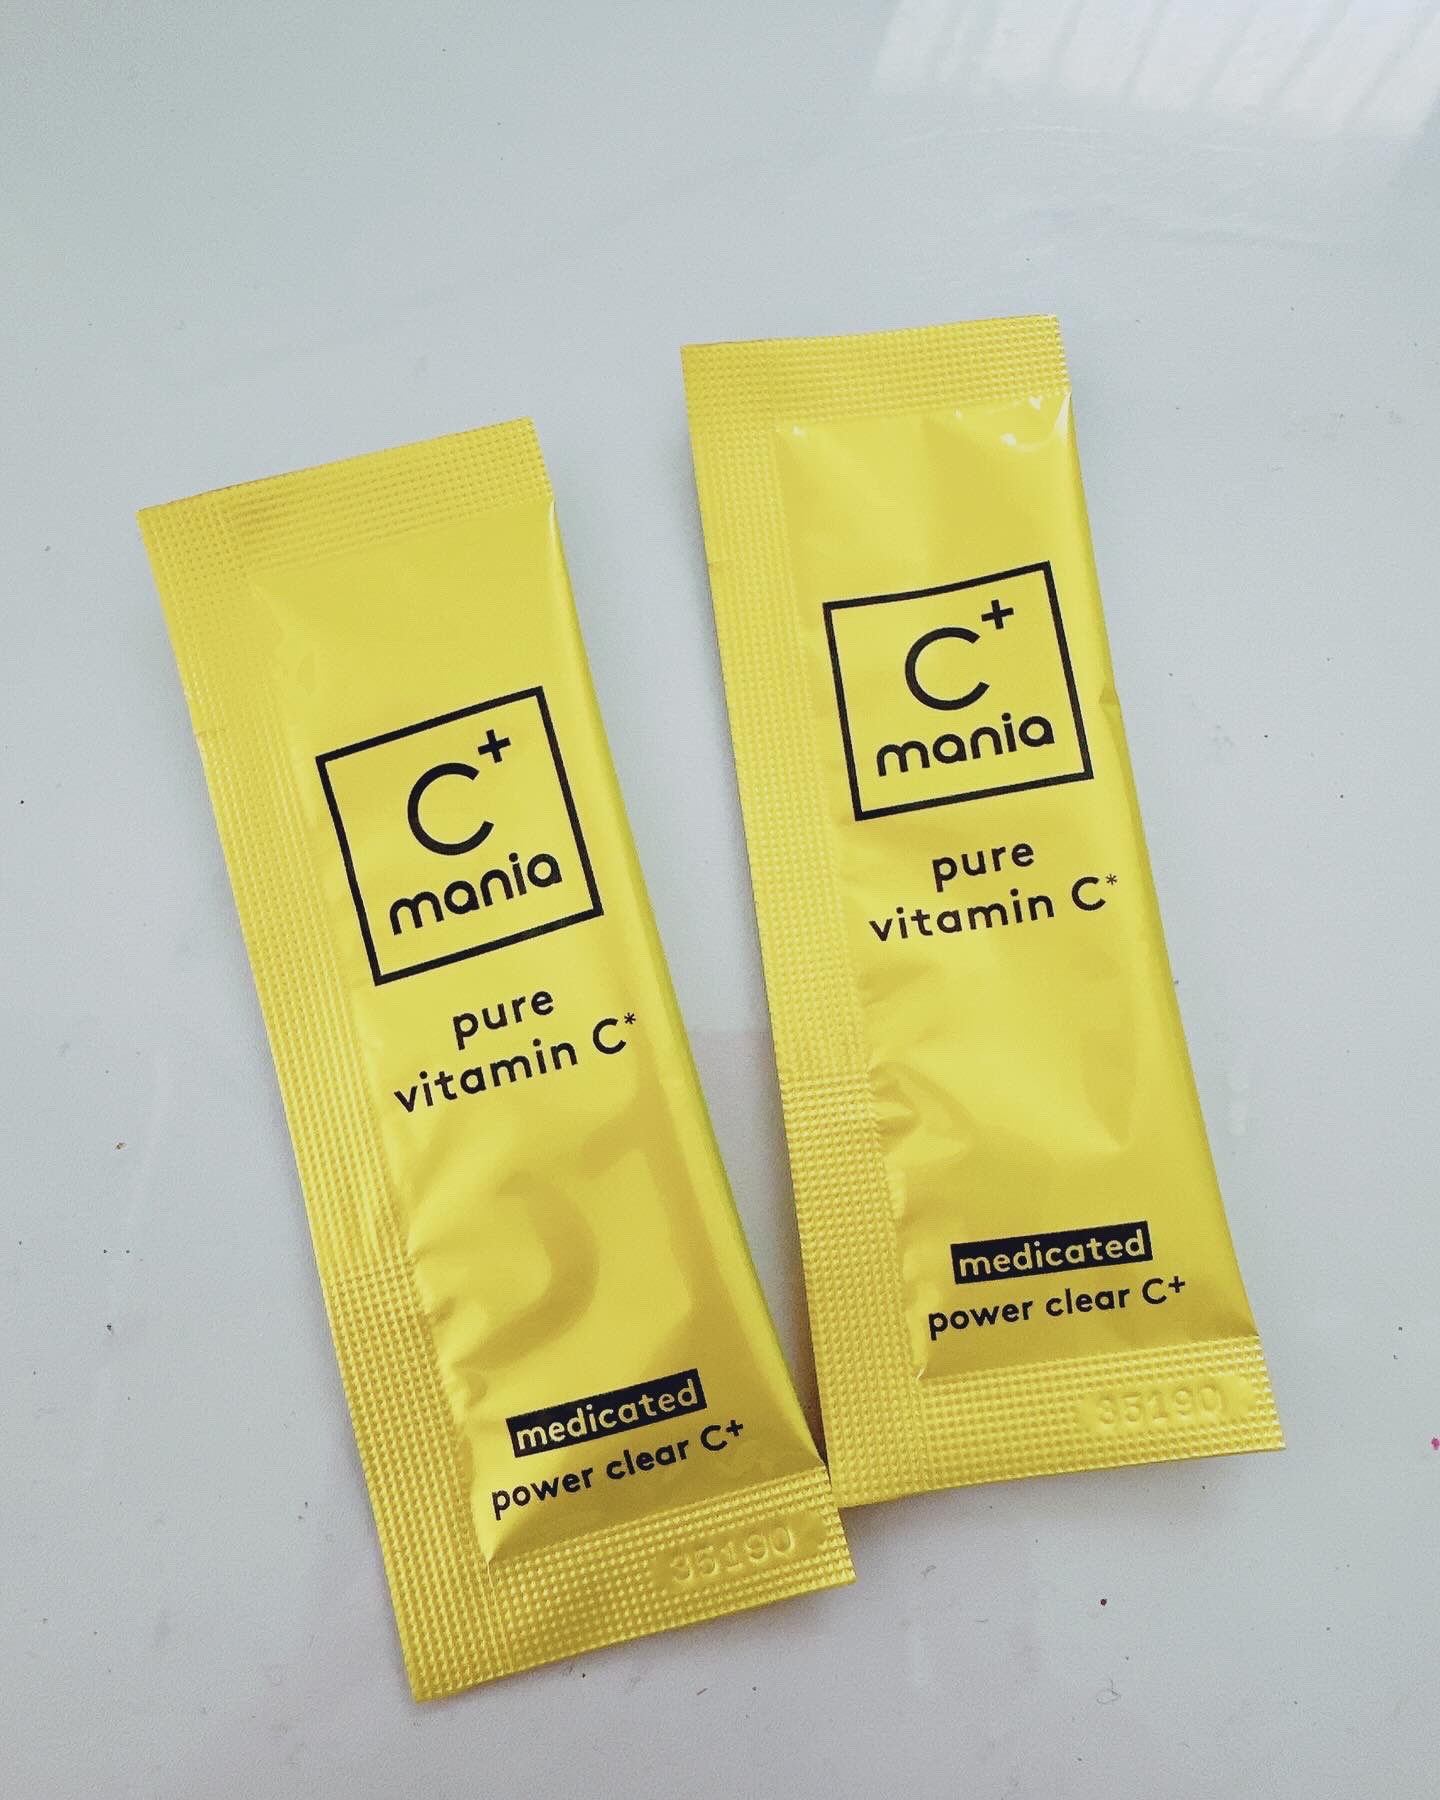 C+
mania
pure
vitamin C*
medicated
power clear C+
35190
C+
mania
pure
vitamin C*
medicated
power clear C+
35190